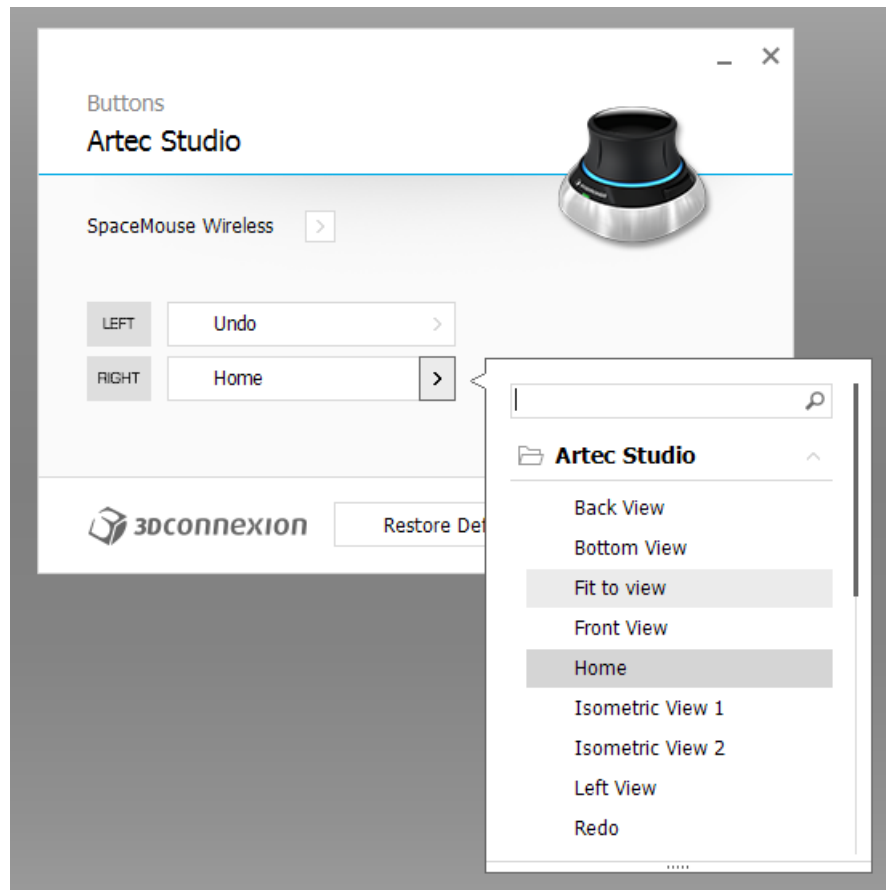 Buttons
Artec Studio
SpaceMouse Wireless
LEFT Undo
RIGHT Home
3Dconnexion Restore Def
Artec Studio
Back View
Bottom View
Fit to view
Front View
Home
Isometric View 1
Isometric View 2
Left View
Redo